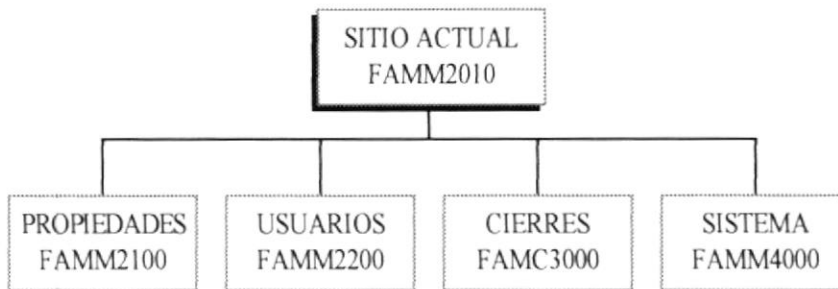 SITIO ACTUAL
FAMM2010
PROPIEDADES
FAMM2100
USUARIOS
FAMM2200
CIERRES
FAMC3000
SISTEMA
FAMM4000